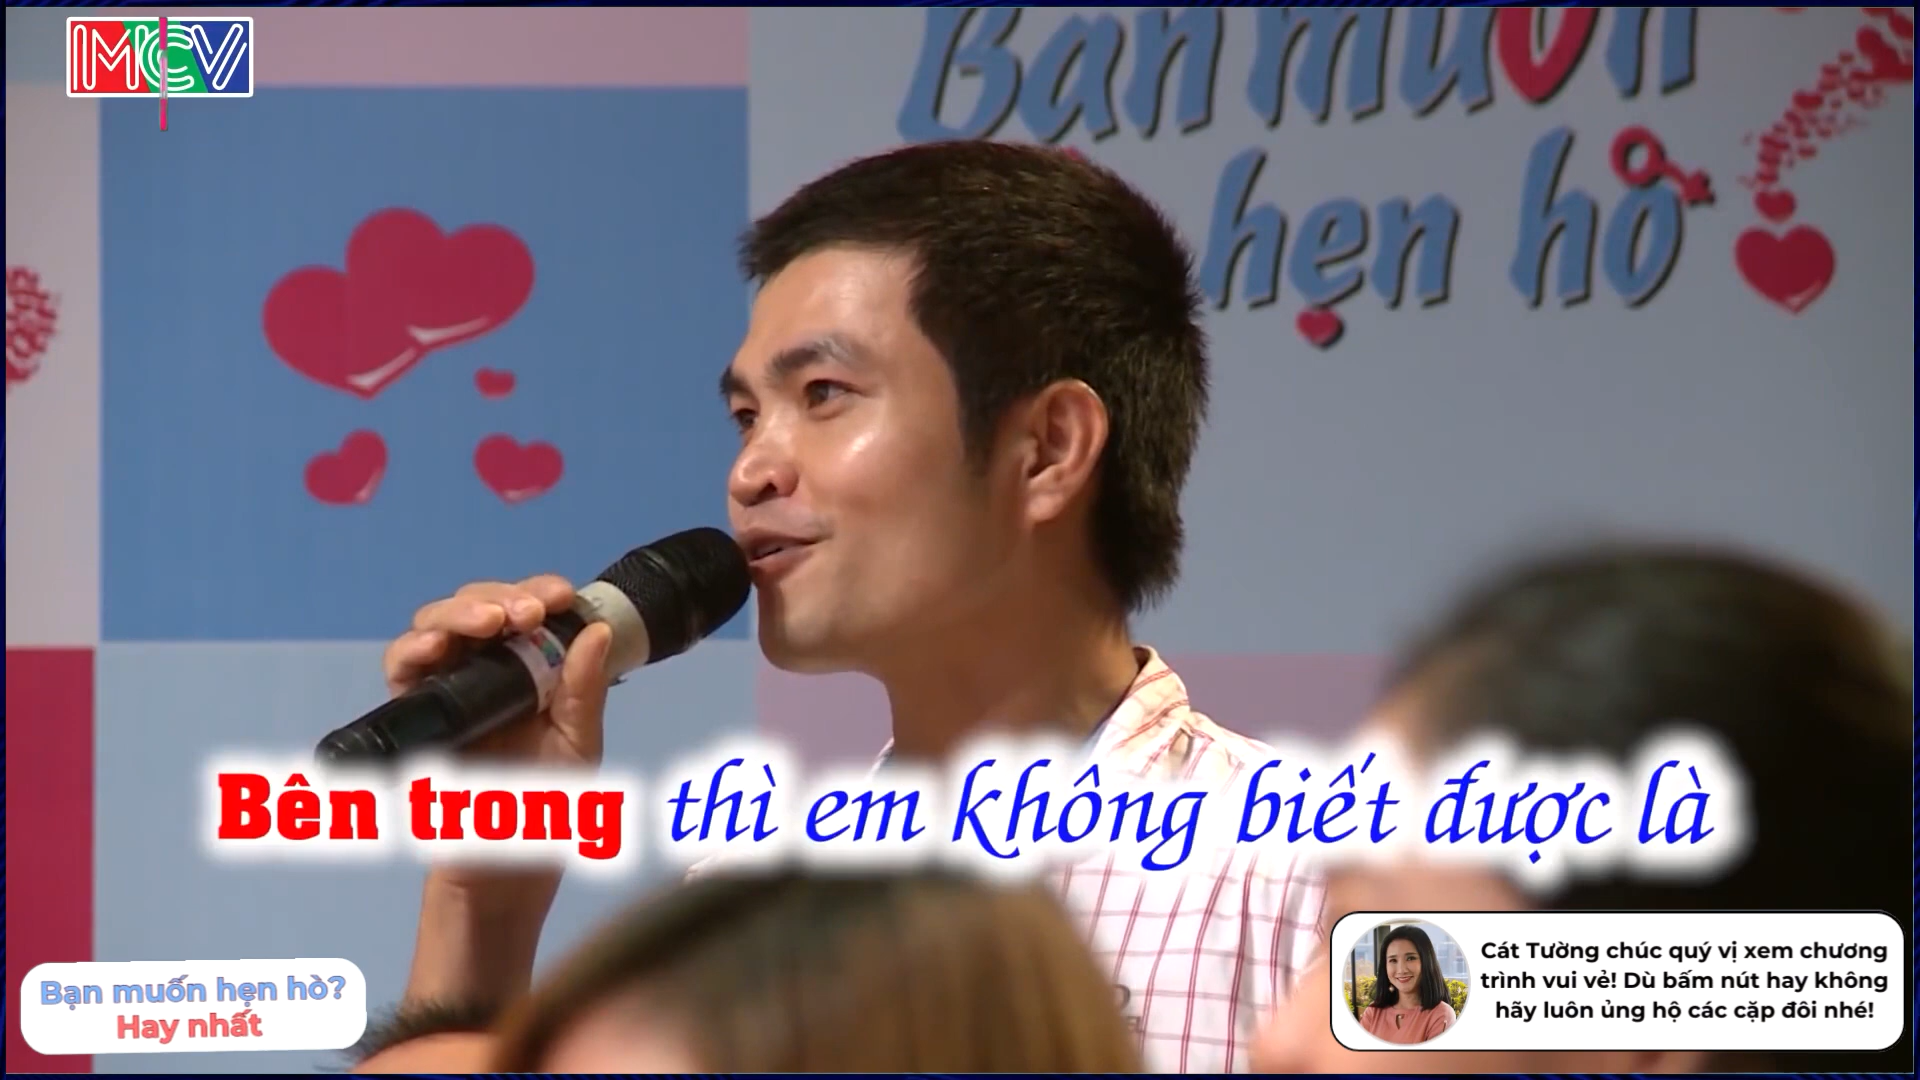 MCV
Bạn muốn
hẹn hò
Bên trong thì em không biết được là
Bạn muốn hẹn hò?
Hay nhất
Cát Tường chúc quý vị xem chương
trình vui vẻ! Dù bấm nút hay không
hãy luôn ủng hộ các cặp đôi nhé!